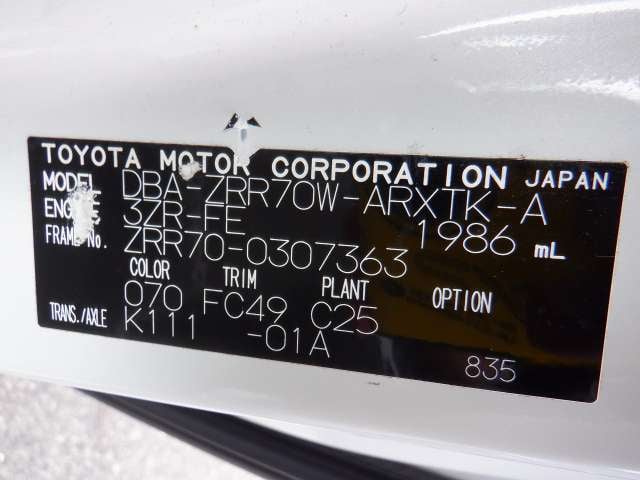 TOYOTA MOTOR CORPORATION JAPAN
MODEL DBA-ZRR70W-ARXTK-A
ENGINE 3ZR-FE 1986 mL
FRAME No. ZRR70-0307363
COLOR TRIM PLANT OPTION
070 FC49 C25
TRANS./AXLE K111 -01A
835